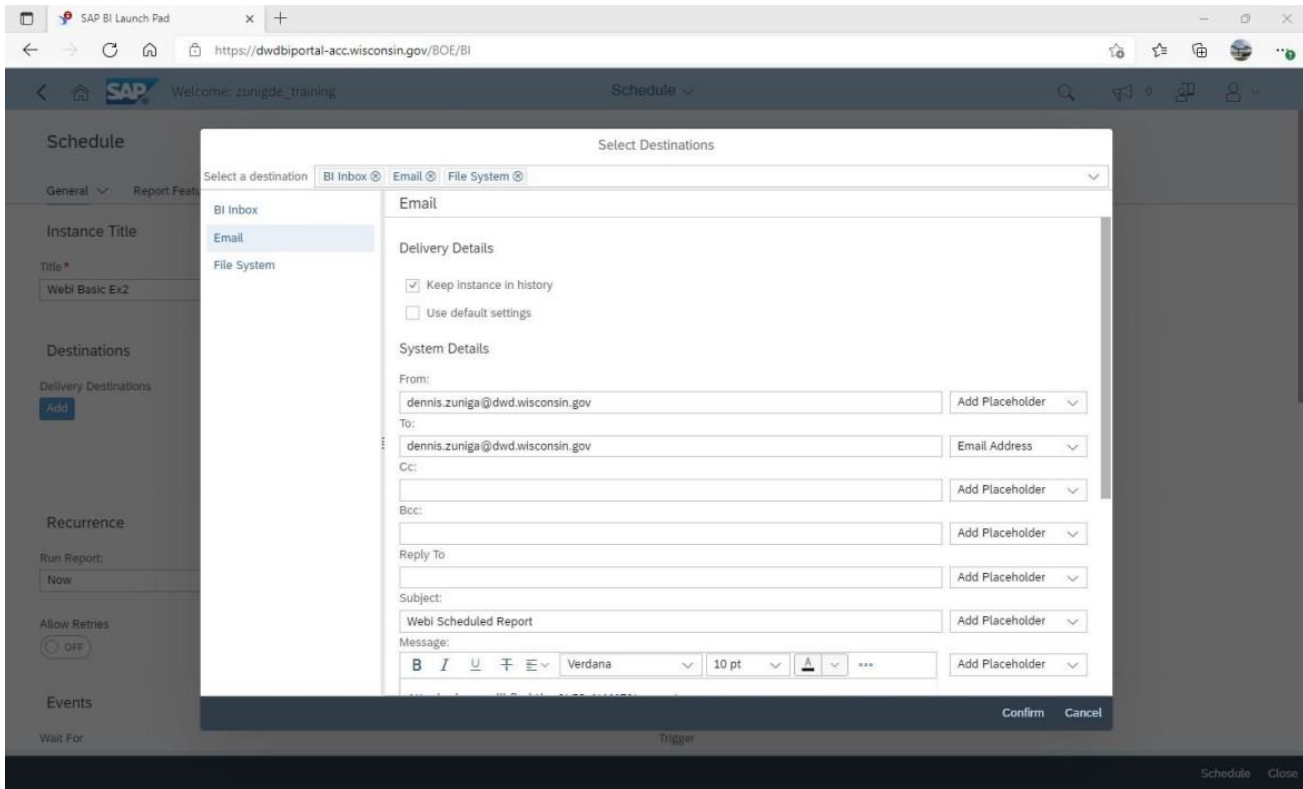 SAP BI Launch Pad
https://dwdbiportal-acc.wisconsin.gov/BOE/BI
SAP Welcome: zunigde_training Schedule 0
Schedule
General Report Featu
Instance Title
Title*
Webi Basic Ex2
Destinations
Delivery Destinations
Add
Recurrence
Run Report:
Now
Allow Retries
OFF
Events
Wait For
Trigger
Select Destinations
Select a destination BI Inbox Email File System
BI Inbox
Email
File System
Email
Delivery Details
Keep instance in history
Use default settings
System Details
From:
dennis.zuniga@dwd.wisconsin.gov Add Placeholder
To:
dennis.zuniga@dwd.wisconsin.gov Email Address
Cc:
Add Placeholder
Bcc:
Add Placeholder
Reply To
Add Placeholder
Subject:
Webi Scheduled Report Add Placeholder
Message:
B I U T Verdana 10 pt A Add Placeholder
Confirm Cancel
Schedule Close